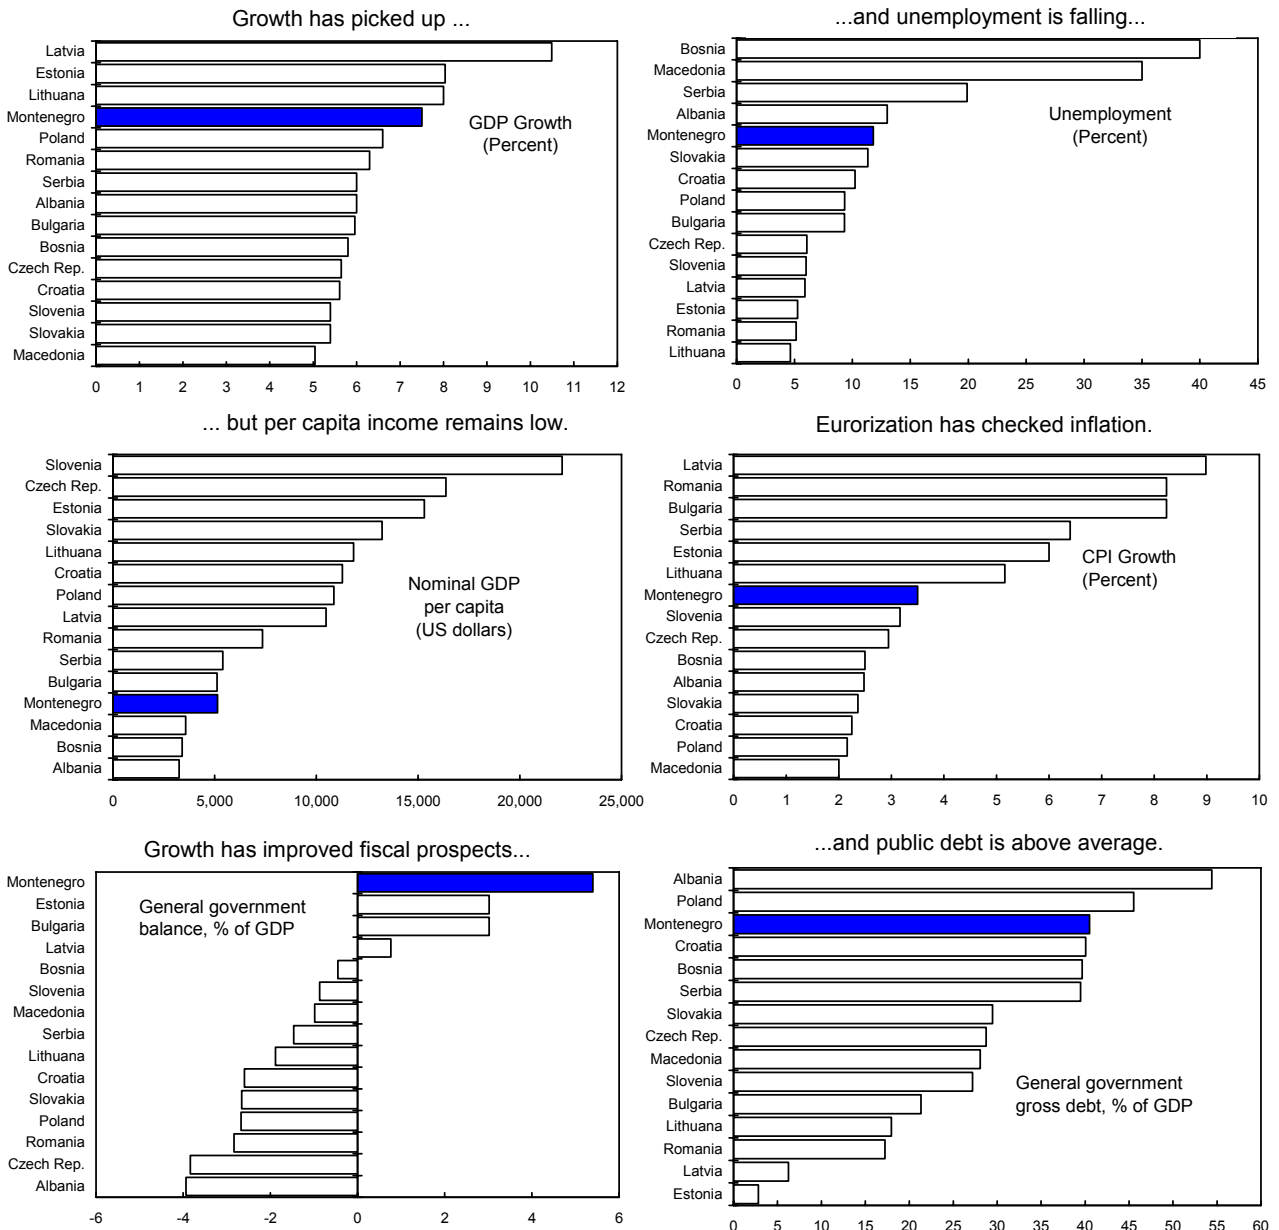 Growth has picked up ...
Latvia
Estonia
Lithuana
Montenegro
Poland
Romania
Serbia
Albania
Bulgaria
Bosnia
Czech Rep.
Croatia
Slovenia
Slovakia
Macedonia
GDP Growth
(Percent)
0 1 2 3 4 5 6 7 8 9 10 11 12
...and unemployment is falling...
Bosnia
Macedonia
Serbia
Albania
Montenegro
Slovakia
Croatia
Poland
Bulgaria
Czech Rep.
Slovenia
Latvia
Estonia
Romania
Lithuana
Unemployment
(Percent)
0 5 10 15 20 25 30 35 40 45
... but per capita income remains low.
Slovenia
Czech Rep.
Estonia
Slovakia
Lithuana
Croatia
Poland
Latvia
Romania
Serbia
Bulgaria
Montenegro
Macedonia
Bosnia
Albania
Nominal GDP
per capita
(US dollars)
0 5,000 10,000 15,000 20,000 25,000
Eurorization has checked inflation.
Latvia
Romania
Bulgaria
Serbia
Estonia
Lithuana
Montenegro
Slovenia
Czech Rep.
Bosnia
Albania
Slovakia
Croatia
Poland
Macedonia
CPI Growth
(Percent)
0 1 2 3 4 5 6 7 8 9 10
Growth has improved fiscal prospects...
Montenegro
Estonia
Bulgaria
Latvia
Bosnia
Slovenia
Macedonia
Serbia
Lithuana
Croatia
Slovakia
Poland
Romania
Czech Rep.
Albania
General government
balance, % of GDP
-6 -4 -2 0 2 4 6
...and public debt is above average.
Albania
Poland
Montenegro
Croatia
Bosnia
Serbia
Slovakia
Czech Rep.
Macedonia
Slovenia
Bulgaria
Lithuana
Romania
Latvia
Estonia
General government
gross debt, % of GDP
0 5 10 15 20 25 30 35 40 45 50 55 60